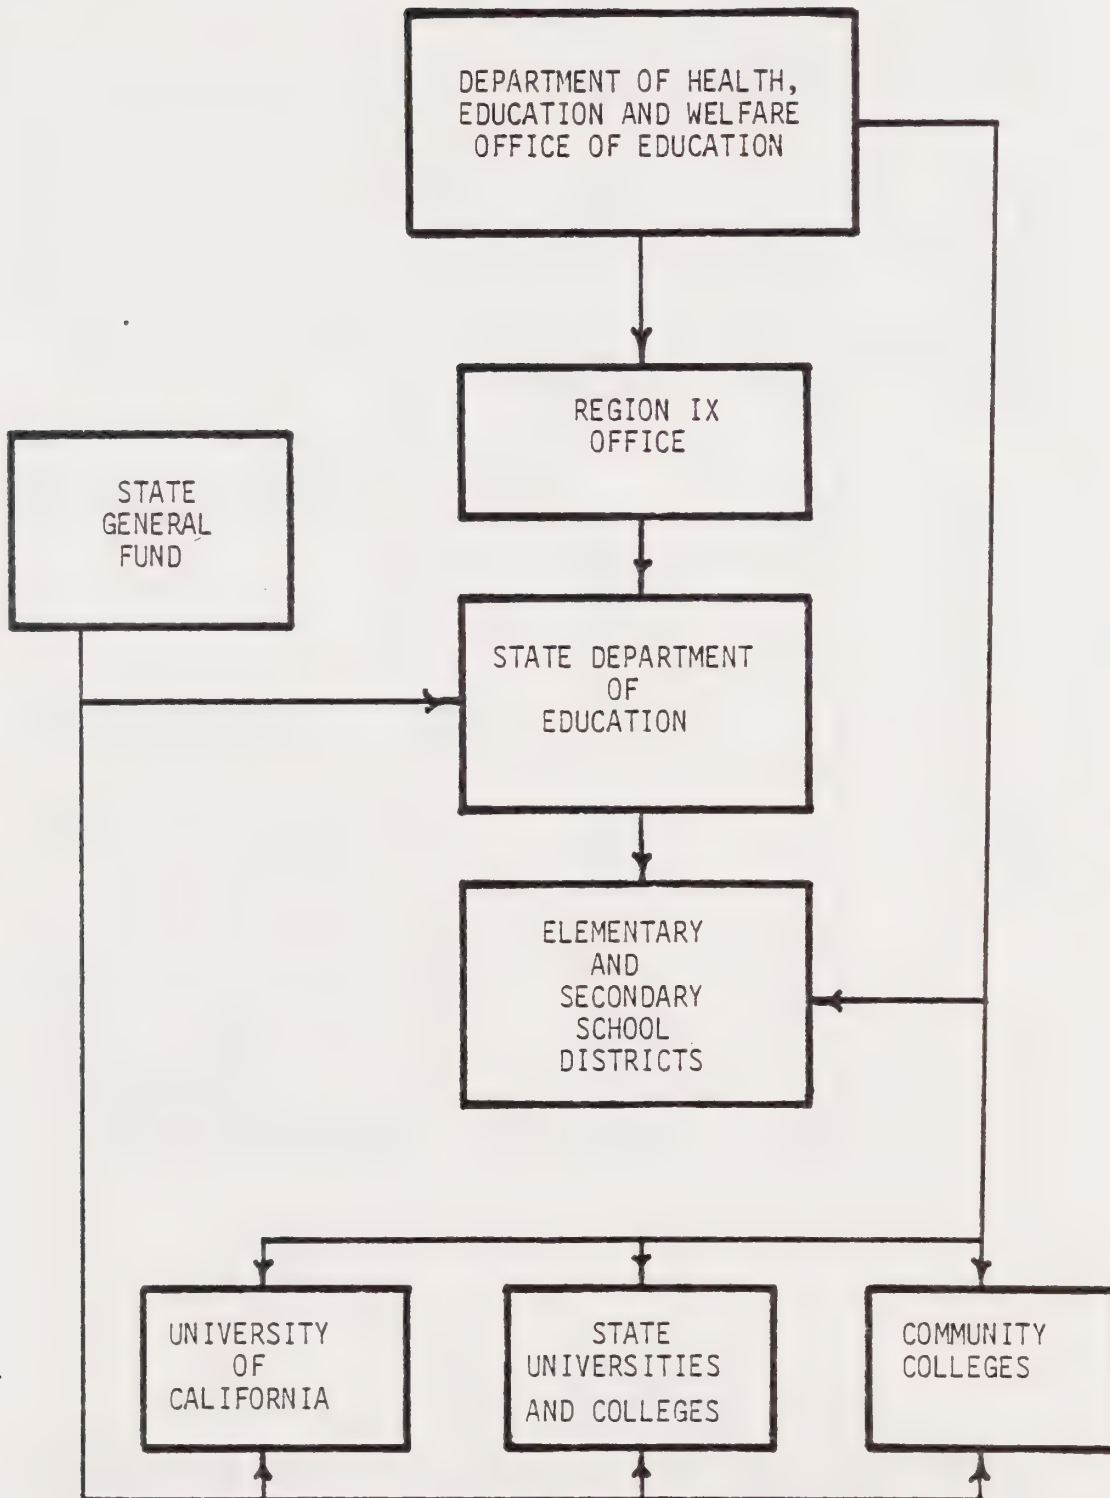 DEPARTMENT OF HEALTH,
EDUCATION AND WELFARE
OFFICE OF EDUCATION
REGION IX
OFFICE
STATE
GENERAL
FUND
STATE DEPARTMENT
OF
EDUCATION
ELEMENTARY
AND
SECONDARY
SCHOOL
DISTRICTS
UNIVERSITY
OF
CALIFORNIA
STATE
UNIVERSITIES
AND COLLEGES
COMMUNITY
COLLEGES